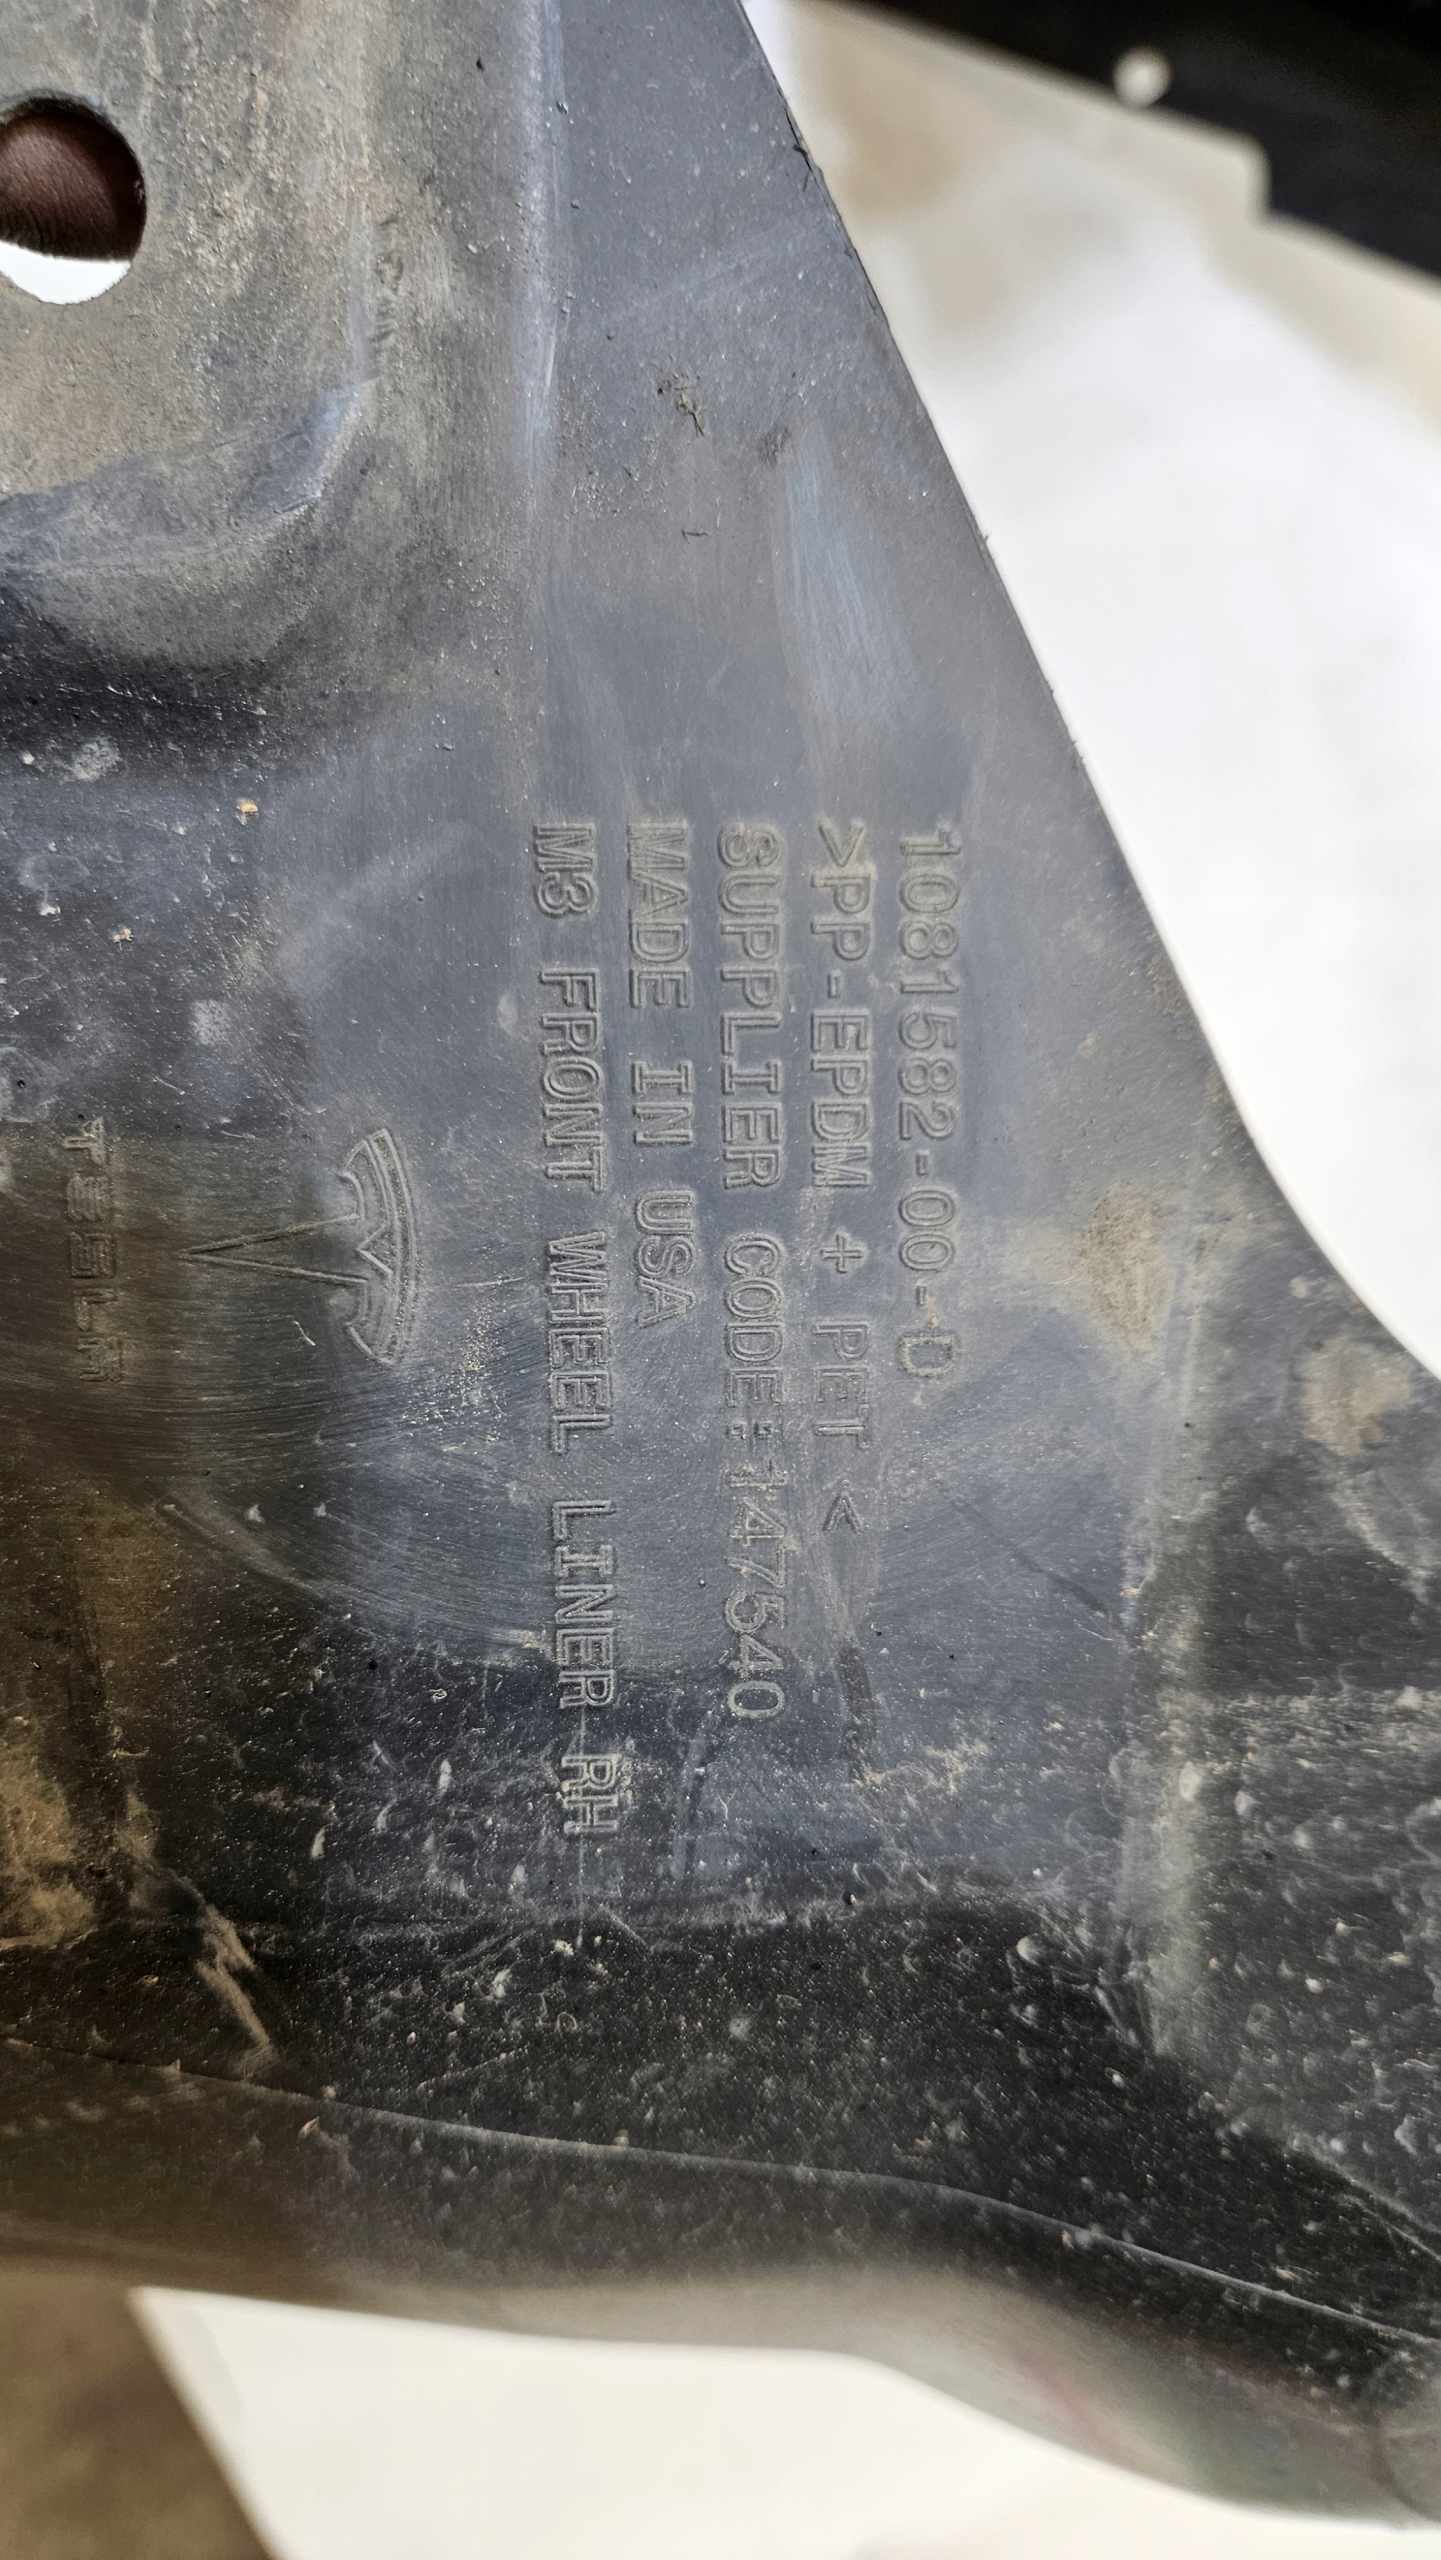 1081582-00-D
>PP-EPDM + PET <
SUPPLIER CODE:147540
MADE IN USA
M3 FRONT WHEEL LINER RH
TESLA